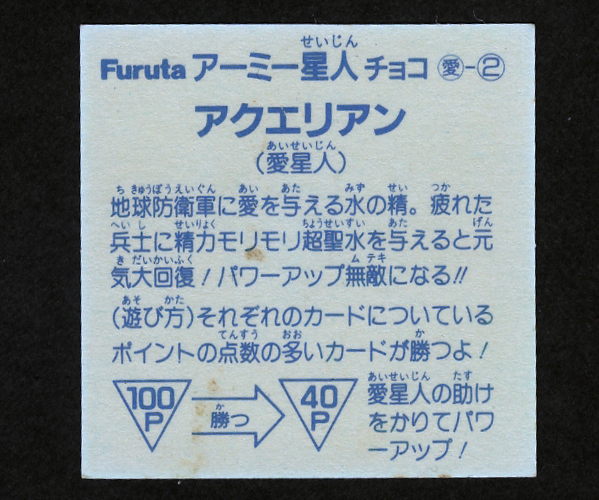 Furuta アーミー星人チョコ 愛-②
アクエリアン
(愛星人)
地球防衛軍に愛を与える水の精。疲れた
兵士に精力モリモリ超聖水を与えると元
気大回復！パワーアップ無敵になる!!
(遊び方)それぞれのカードについている
ポイントの点数の多いカードが勝つよ！
100P 勝つ 40P
愛星人の助け
をかりてパワ
ーアップ！